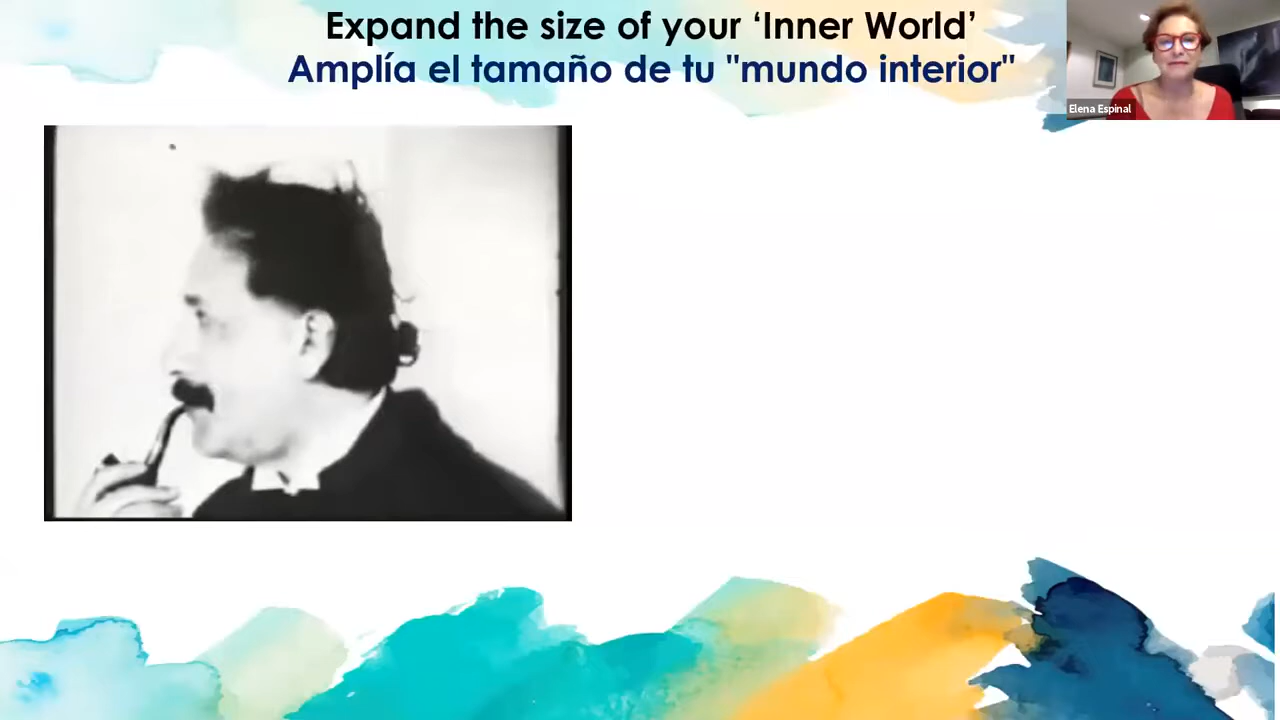 Expand the size of your ‘Inner World’
Amplía el tamaño de tu "mundo interior"
Elena Espinal